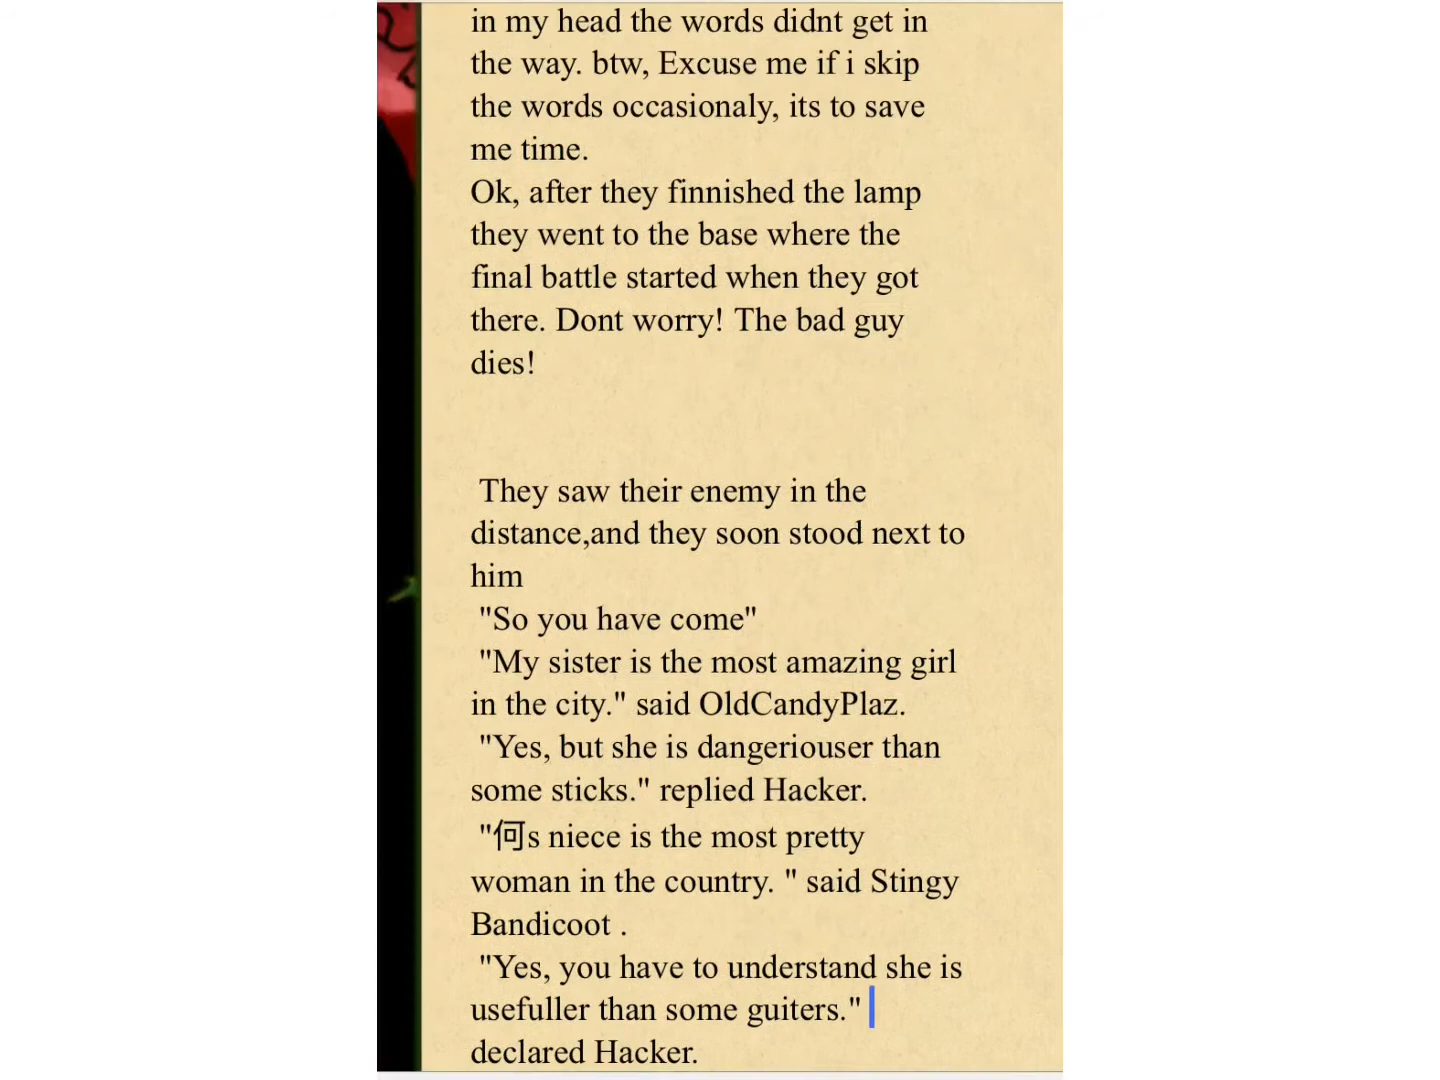 in my head the words didnt get in
the way. btw, Excuse me if i skip
the words occasionaly, its to save
me time.
Ok, after they finnished the lamp
they went to the base where the
final battle started when they got
there. Dont worry! The bad guy
dies!
They saw their enemy in the
distance,and they soon stood next to
him
"So you have come"
"My sister is the most amazing girl
in the city." said OldCandyPlaz.
"Yes, but she is dangeriouser than
some sticks." replied Hacker.
"何s niece is the most pretty
woman in the country. " said Stingy
Bandicoot .
"Yes, you have to understand she is
usefuller than some guiters."
declared Hacker.